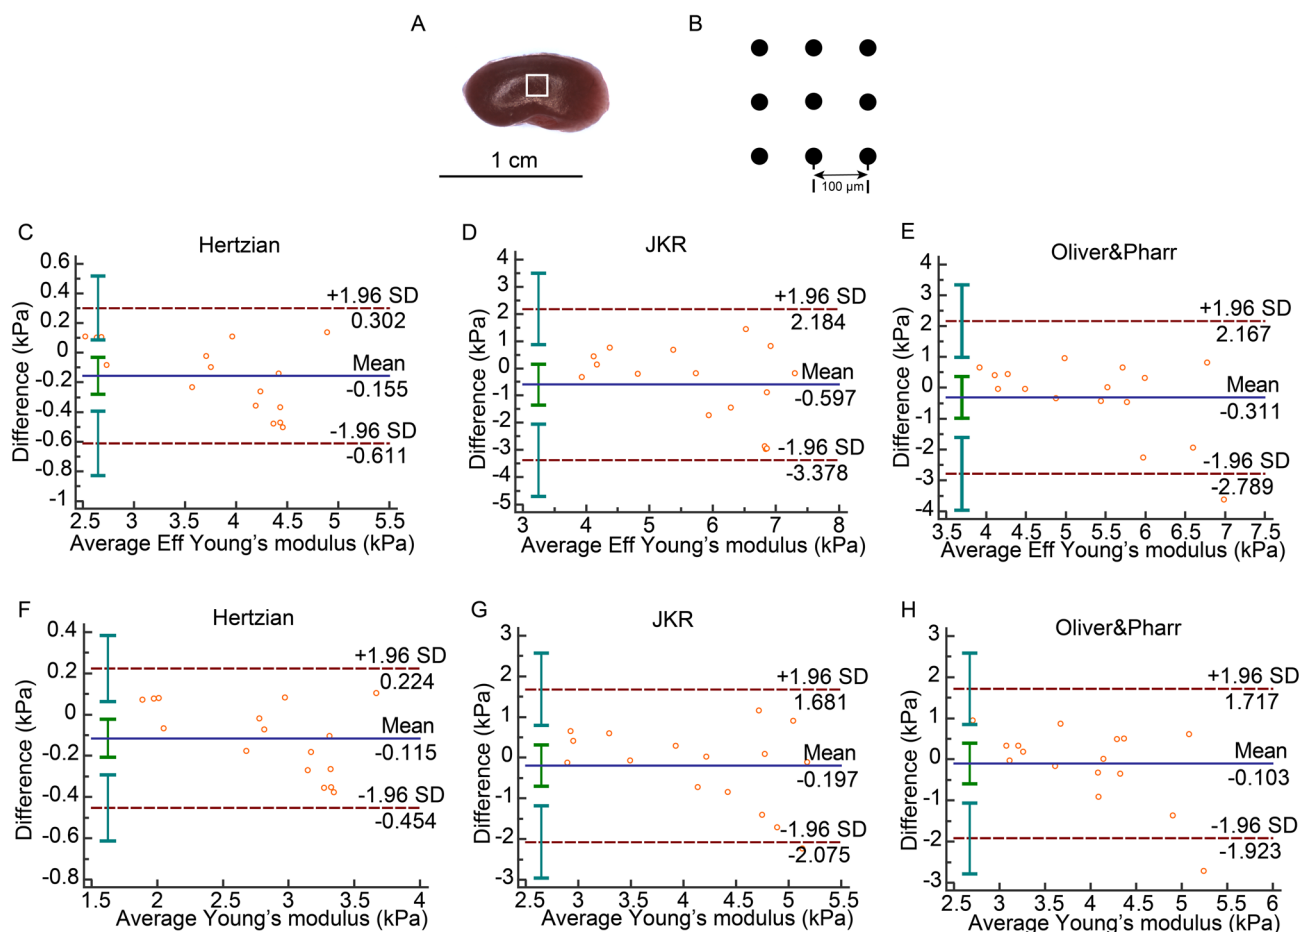 A
B
1 cm
100 μm
C
Hertzian
0.6
0.4
0.2
0
-0.2
-0.4
-0.6
-0.8
-1
Difference (kPa)
+1.96 SD
0.302
Mean
-0.155
-1.96 SD
-0.611
2.5 3 3.5 4 4.5 5 5.5
Average Eff Young's modulus (kPa)
D
JKR
4
3
2
1
0
-1
-2
-3
-4
-5
Difference (kPa)
+1.96 SD
2.184
Mean
-0.597
-1.96 SD
-3.378
3 4 5 6 7 8
Average Eff Young's modulus (kPa)
E
Oliver&Pharr
4
3
2
1
0
-1
-2
-3
-4
Difference (kPa)
+1.96 SD
2.167
Mean
-0.311
-1.96 SD
-2.789
3.5 4 4.5 5 5.5 6 6.5 7 7.5
Average Eff Young's modulus (kPa)
F
Hertzian
0.4
0.2
0
-0.2
-0.4
-0.6
-0.8
Difference (kPa)
+1.96 SD
0.224
Mean
-0.115
-1.96 SD
-0.454
1.5 2 2.5 3 3.5 4
Average Young's modulus (kPa)
G
JKR
3
2
1
0
-1
-2
-3
Difference (kPa)
+1.96 SD
1.681
Mean
-0.197
-1.96 SD
-2.075
2.5 3 3.5 4 4.5 5 5.5
Average Young's modulus (kPa)
H
Oliver&Pharr
3
2
1
0
-1
-2
-3
Difference (kPa)
+1.96 SD
1.717
Mean
-0.103
-1.96 SD
-1.923
2.5 3 3.5 4 4.5 5 5.5 6
Average Young's modulus (kPa)